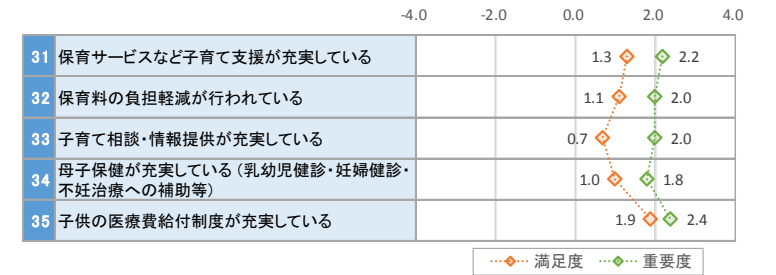 -4.0 -2.0 0.0 2.0 4.0
31 保育サービスなど子育て支援が充実している 1.3 2.2
32 保育料の負担軽減が行われている 1.1 2.0
33 子育て相談・情報提供が充実している 0.7 2.0
34 母子保健が充実している（乳幼児健診・妊婦健診・
不妊治療への補助等） 1.0 1.8
35 子供の医療費給付制度が充実している 1.9 2.4
満足度 重要度